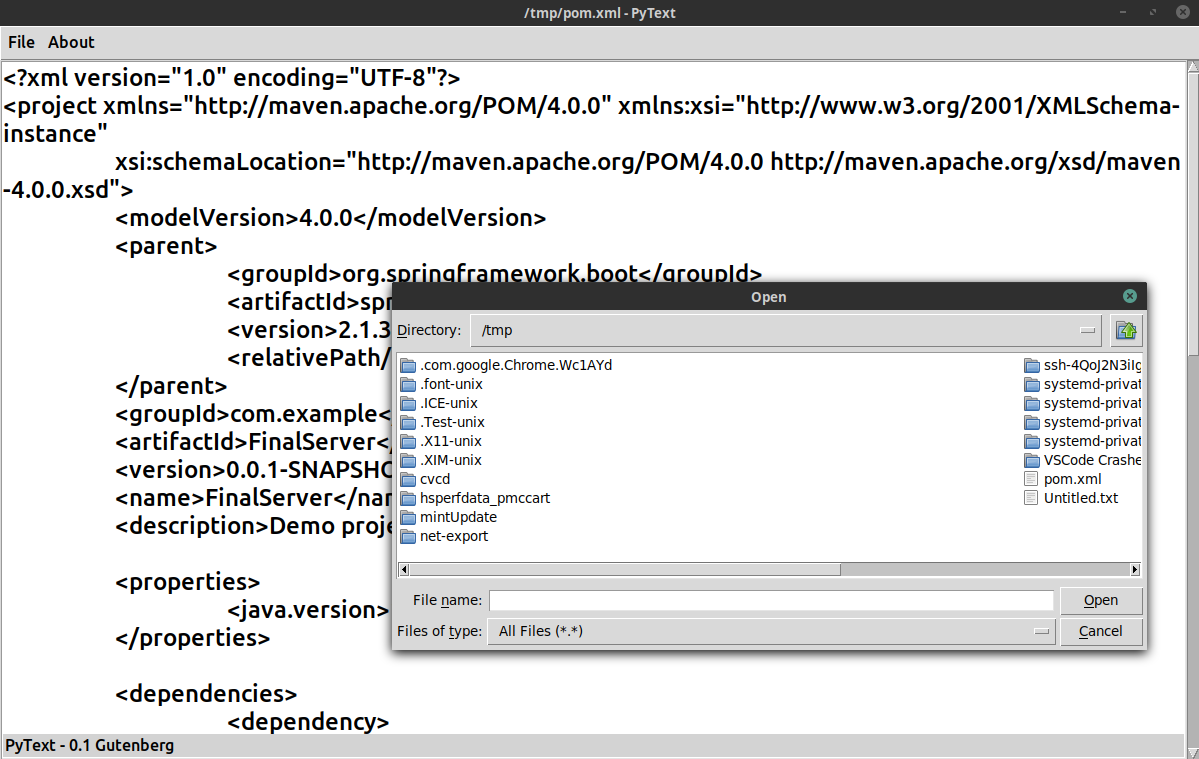 /tmp/pom.xml - PyText
File About
<?xml version="1.0" encoding="UTF-8"?>
<project xmlns="http://maven.apache.org/POM/4.0.0" xmlns:xsi="http://www.w3.org/2001/XMLSchema-
instance"
xsi:schemaLocation="http://maven.apache.org/POM/4.0.0 http://maven.apache.org/xsd/maven
-4.0.0.xsd">
<modelVersion>4.0.0</modelVersion>
<parent>
<groupId>org.springframework.boot</groupId>
<artifactId>spr
<version>2.1.3
<relativePath/
</parent>
<groupId>com.example<
<artifactId>FinalServer<
<version>0.0.1-SNAPSHO
<name>FinalServer</nam
<description>Demo proje
<properties>
<java.version>
</properties>
<dependencies>
<dependency>
PyText - 0.1 Gutenberg
Open
Directory: /tmp
.com.google.Chrome.Wc1AYd
.font-unix
.ICE-unix
.Test-unix
.X11-unix
.XIM-unix
cvcd
hsperfdata_pmccart
mintUpdate
net-export
ssh-4QoJ2N3iIg
systemd-privat
systemd-privat
systemd-privat
systemd-privat
VSCode Crashe
pom.xml
Untitled.txt
File name: Open
Files of type: All Files (*.*) Cancel